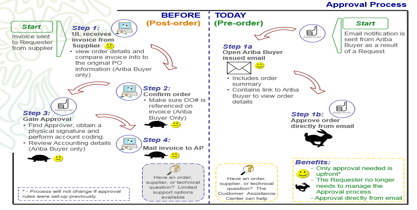 Approval Process
BEFORE
(Post-order)
Start
Invoice sent
to Requester
from supplier
Step 1:
UL receives
invoice from
Supplier
- view order details and
compare invoice info to
the original PO
information (Ariba Buyer
only)
Step 2:
Confirm order
- Make sure DO# is
referenced on
invoice (Ariba
Buyer Only)
Step 3:
Gain Approval
- Find Approver, obtain a
physical signature and
perform account coding.
- Review Accounting details
(Ariba Buyer only)
Step 4:
Mail invoice to AP
* - Process will not change if approval
rules were set-up previously
Have an order,
supplier, or technical
question? Limited
support options
available
TODAY
(Pre-order)
Start
Email notification is
sent from Ariba
Buyer as a result
of a Request
Step 1a
Open Ariba Buyer
issued email
- Includes order
summary
- Contains link to Ariba
Buyer to view order
details
Step 1b:
Approve order
directly from email
Have an order,
supplier, or technical
question? The
Customer Assistance
Center can help
Benefits:
- Only approval needed is
upfront*
- The Requester no longer
needs to manage the
Approval process
- Approval directly from email